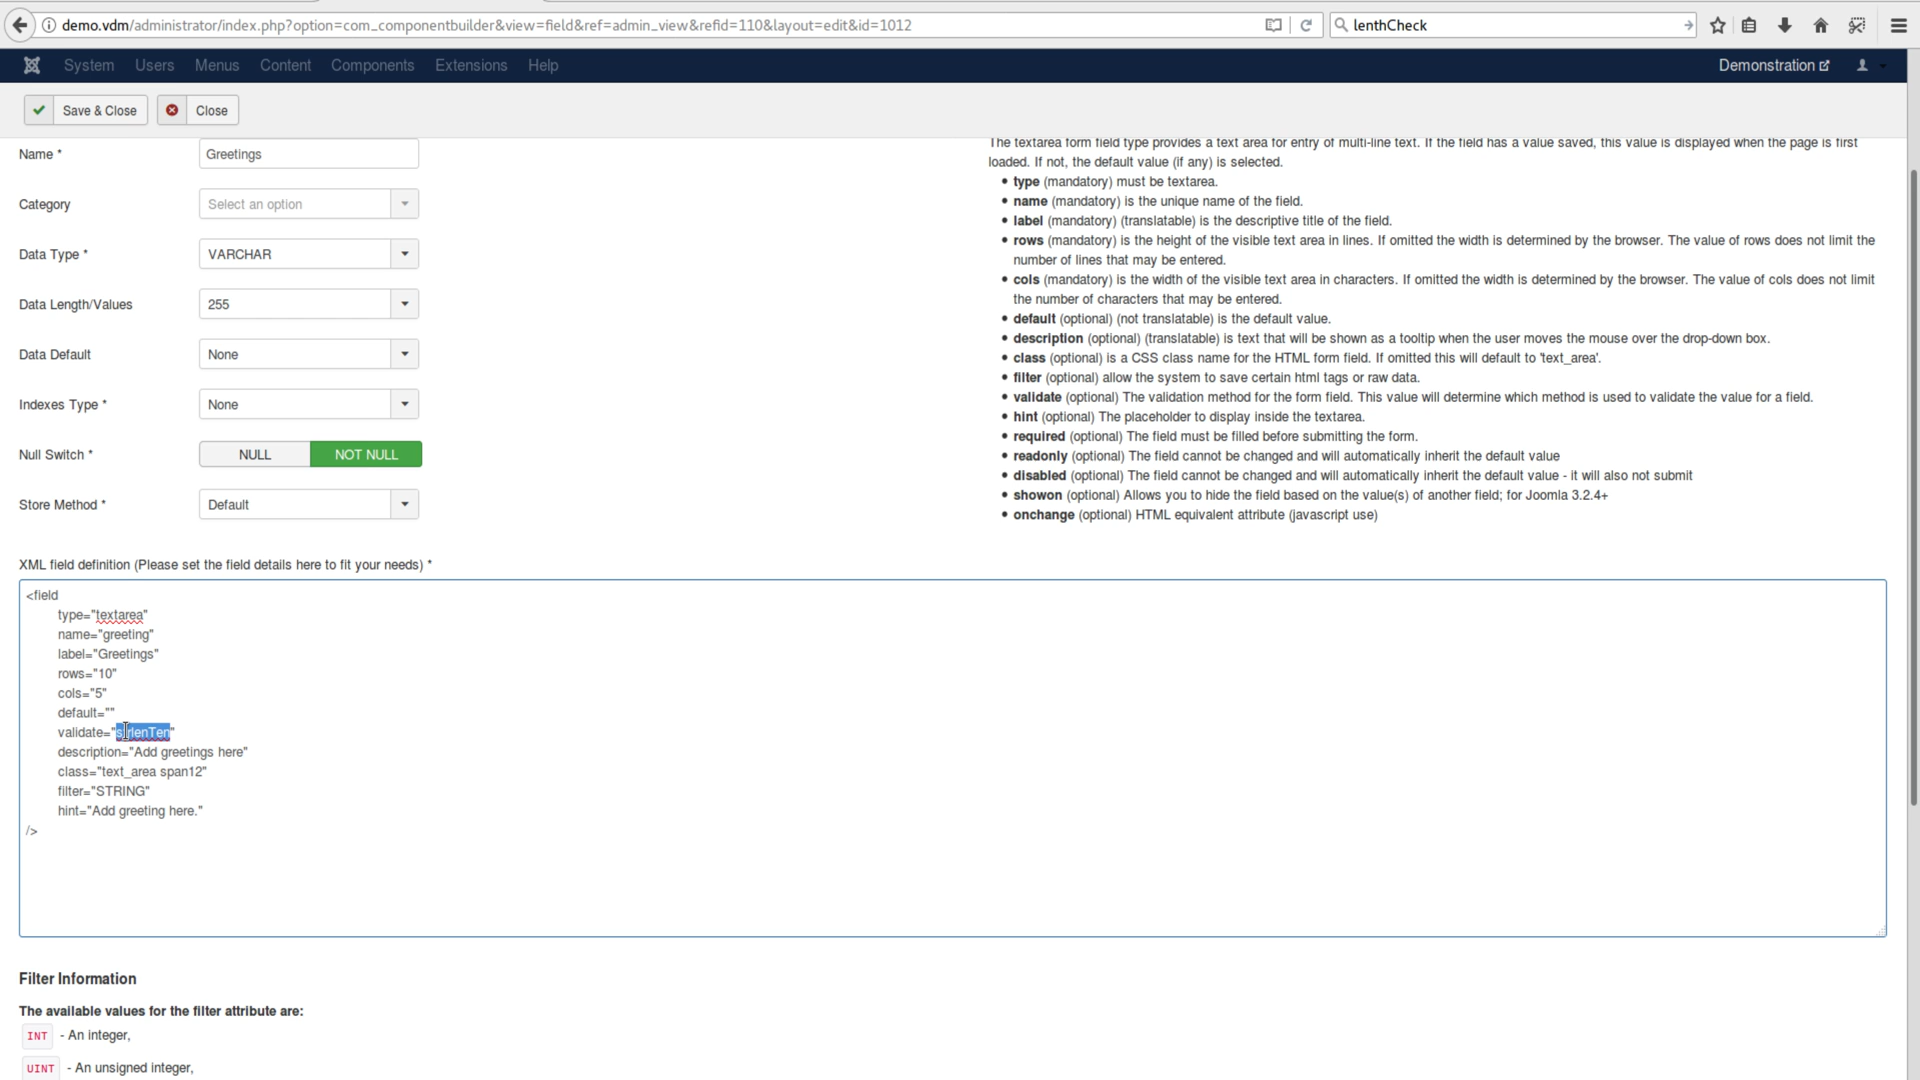 demo.vdm/administrator/index.php?option=com_componentbuilder&view=field&ref=admin_view&refid=110&layout=edit&id=1012
lenthCheck
System Users Menus Content Components Extensions Help
Demonstration
Save & Close Close
Name *
Greetings
Category
Select an option
Data Type *
VARCHAR
Data Length/Values
255
Data Default
None
Indexes Type *
None
Null Switch *
NULL NOT NULL
Store Method *
Default
The textarea form field type provides a text area for entry of multi-line text. If the field has a value saved, this value is displayed when the page is first
loaded. If not, the default value (if any) is selected.
• type (mandatory) must be textarea.
• name (mandatory) is the unique name of the field.
• label (mandatory) (translatable) is the descriptive title of the field.
• rows (mandatory) is the height of the visible text area in lines. If omitted the width is determined by the browser. The value of rows does not limit the
number of lines that may be entered.
• cols (mandatory) is the width of the visible text area in characters. If omitted the width is determined by the browser. The value of cols does not limit
the number of characters that may be entered.
• default (optional) (not translatable) is the default value.
• description (optional) (translatable) is text that will be shown as a tooltip when the user moves the mouse over the drop-down box.
• class (optional) is a CSS class name for the HTML form field. If omitted this will default to 'text_area'.
• filter (optional) allow the system to save certain html tags or raw data.
• validate (optional) The validation method for the form field. This value will determine which method is used to validate the value for a field.
• hint (optional) The placeholder to display inside the textarea.
• required (optional) The field must be filled before submitting the form.
• readonly (optional) The field cannot be changed and will automatically inherit the default value
• disabled (optional) The field cannot be changed and will automatically inherit the default value - it will also not submit
• showon (optional) Allows you to hide the field based on the value(s) of another field; for Joomla 3.2.4+
• onchange (optional) HTML equivalent attribute (javascript use)
XML field definition (Please set the field details here to fit your needs) *
<field
type="textarea"
name="greeting"
label="Greetings"
rows="10"
cols="5"
default=""
validate="strlenTen"
description="Add greetings here"
class="text_area span12"
filter="STRING"
hint="Add greeting here."
/>
Filter Information
The available values for the filter attribute are:
INT - An integer,
UINT - An unsigned integer,